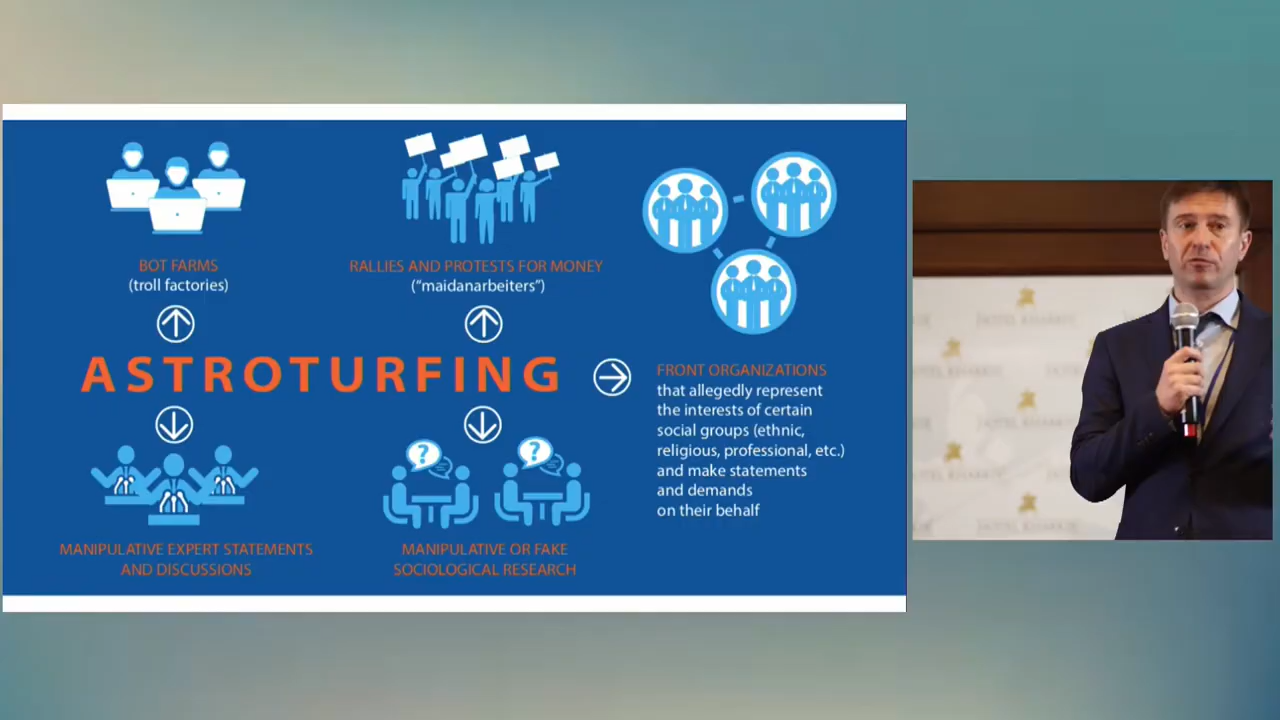 BOT FARMS
(troll factories)
RALLIES AND PROTESTS FOR MONEY
(“maidanarbeiters”)
ASTROTURFING
FRONT ORGANIZATIONS
that allegedly represent
the interests of certain
social groups (ethnic,
religious, professional, etc.)
and make statements
and demands
on their behalf
? ?
MANIPULATIVE EXPERT STATEMENTS
AND DISCUSSIONS
MANIPULATIVE OR FAKE
SOCIOLOGICAL RESEARCH